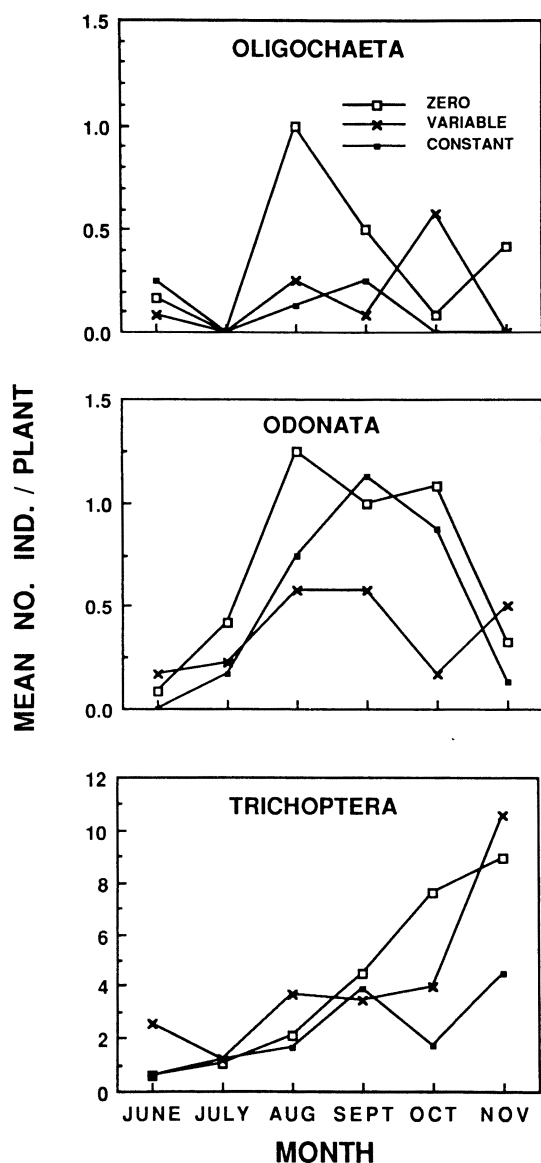 OLIGOCHAETA
1.5
1.0
0.5
0.0
ZERO
VARIABLE
CONSTANT
MEAN NO. IND. / PLANT
ODONATA
1.5
1.0
0.5
0.0
TRICHOPTERA
12
10
8
6
4
2
0
JUNE JULY AUG SEPT OCT NOV
MONTH